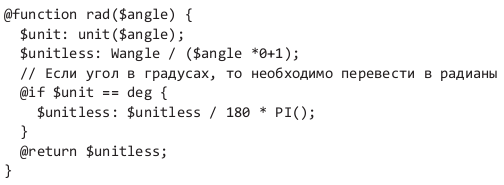 @function rad($angle) {
$unit: unit($angle);
$unitless: Wangle / ($angle *0+1);
// Если угол в градусах, то необходимо перевести в радианы
@if $unit == deg {
$unitless: $unitless / 180 * PI();
}
@return $unitless;
}